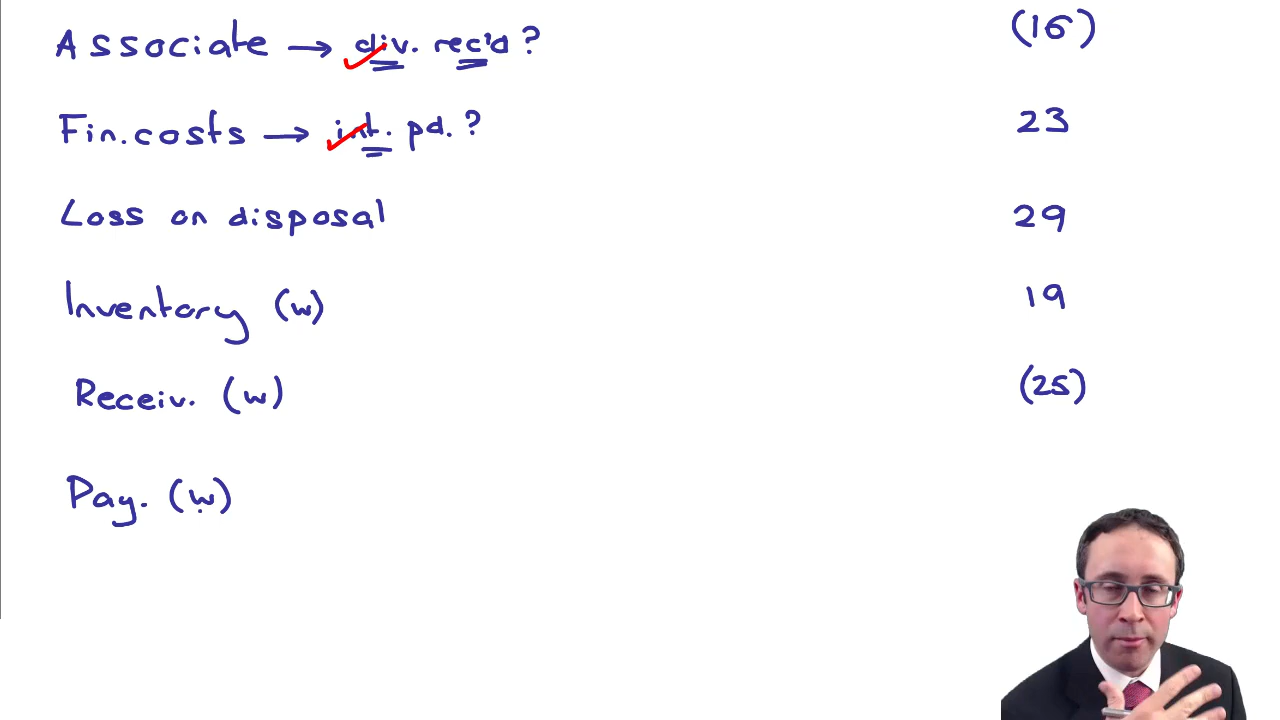 Associate → div. rec'd ? (16)
Fin. costs → int. pd. ? 23
Loss on disposal 29
Inventory (w) 19
Receiv. (w) (25)
Pay. (w)